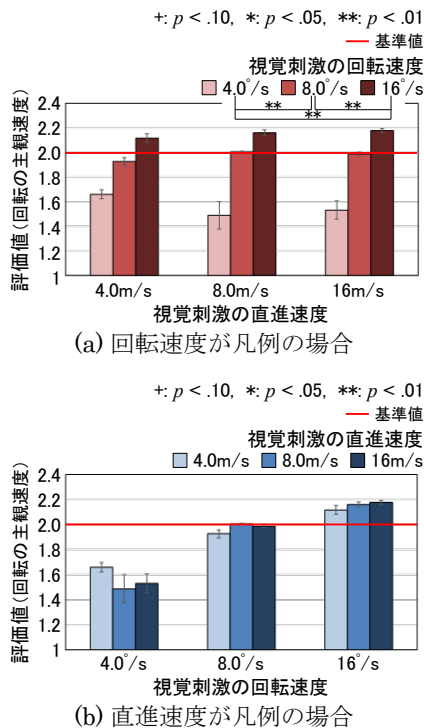 +: p < .10, *: p < .05, **: p < .01
基準値
視覚刺激の回転速度
4.0°/s 8.0°/s 16°/s
** **
**
評価値(回転の主観速度)
2.4
2.2
2.0
1.8
1.6
1.4
1.2
1
4.0m/s 8.0m/s 16m/s
視覚刺激の直進速度
(a) 回転速度が凡例の場合
+: p < .10, *: p < .05, **: p < .01
基準値
視覚刺激の直進速度
4.0m/s 8.0m/s 16m/s
評価値(回転の主観速度)
2.4
2.2
2.0
1.8
1.6
1.4
1.2
1
4.0°/s 8.0°/s 16°/s
視覚刺激の回転速度
(b) 直進速度が凡例の場合